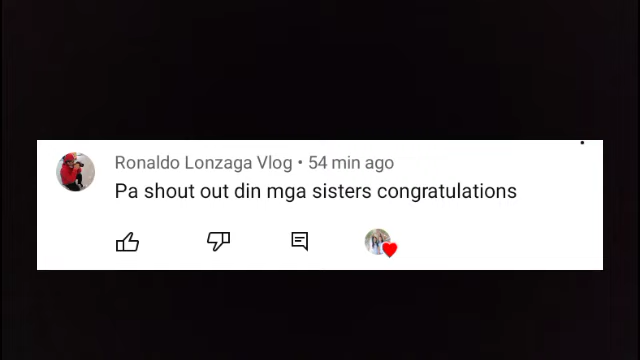 Ronaldo Lonzaga Vlog • 54 min ago
Pa shout out din mga sisters congratulations